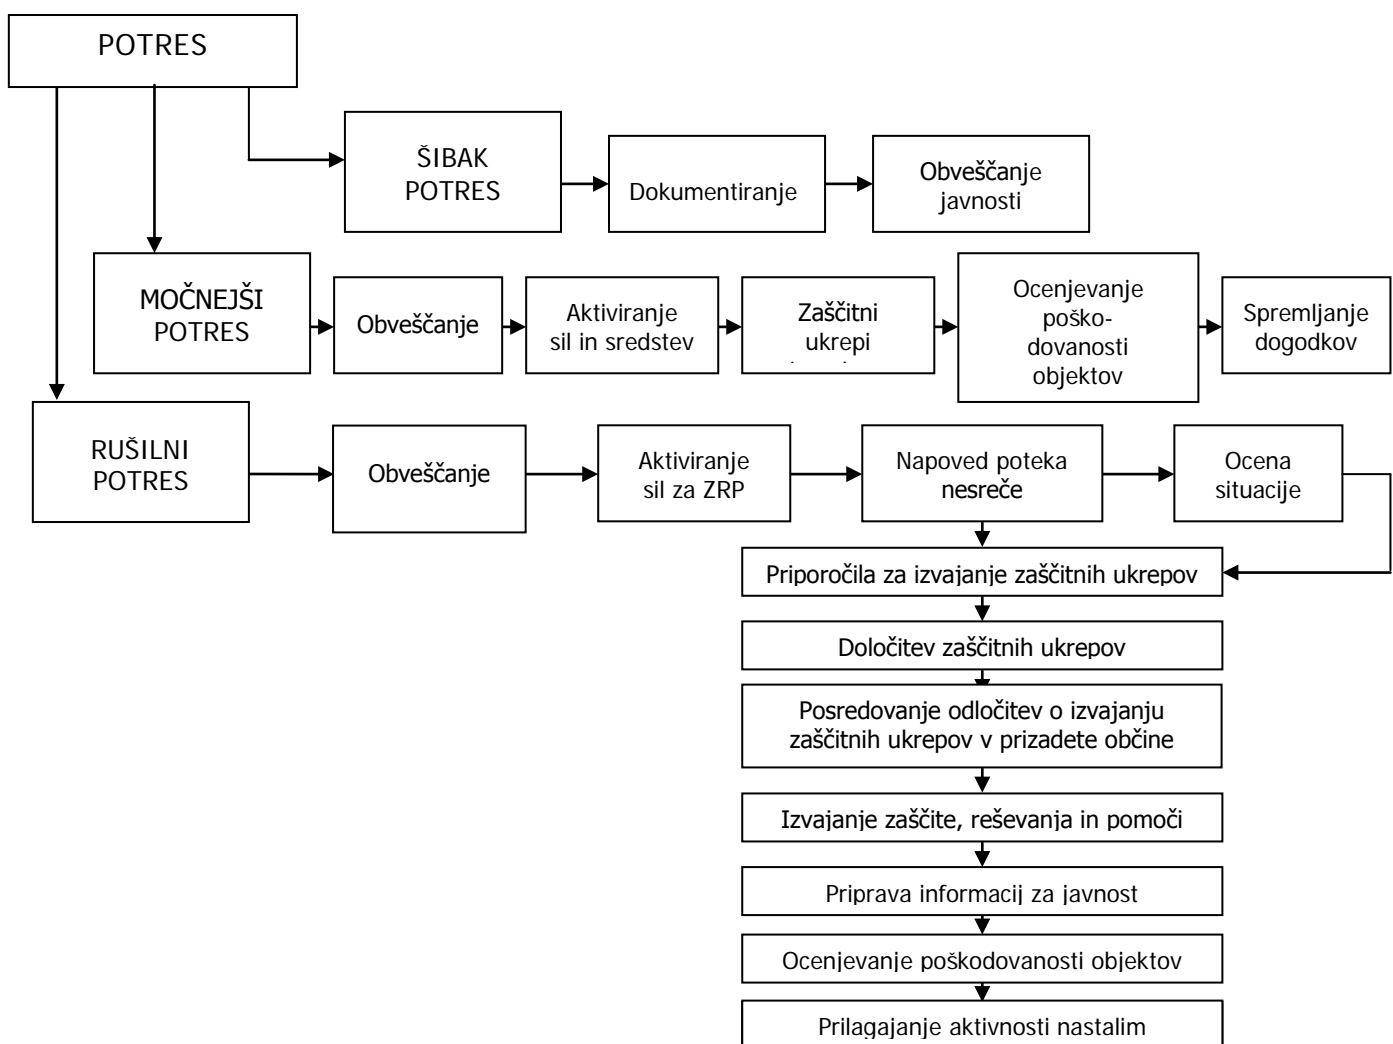 POTRES
ŠIBAK
POTRES
Dokumentiranje
Obveščanje
javnosti
MOČNEJŠI
POTRES
Obveščanje
Aktiviranje
sil in sredstev
Zaščitni
ukrepi
Ocenjevanje
poško-
dovanosti
objektov
Spremljanje
dogodkov
RUŠILNI
POTRES
Obveščanje
Aktiviranje
sil za ZRP
Napoved poteka
nesreče
Ocena
situacije
Priporočila za izvajanje zaščitnih ukrepov
Določitev zaščitnih ukrepov
Posredovanje odločitev o izvajanju
zaščitnih ukrepov v prizadete občine
Izvajanje zaščite, reševanja in pomoči
Priprava informacij za javnost
Ocenjevanje poškodovanosti objektov
Prilagajanje aktivnosti nastalim